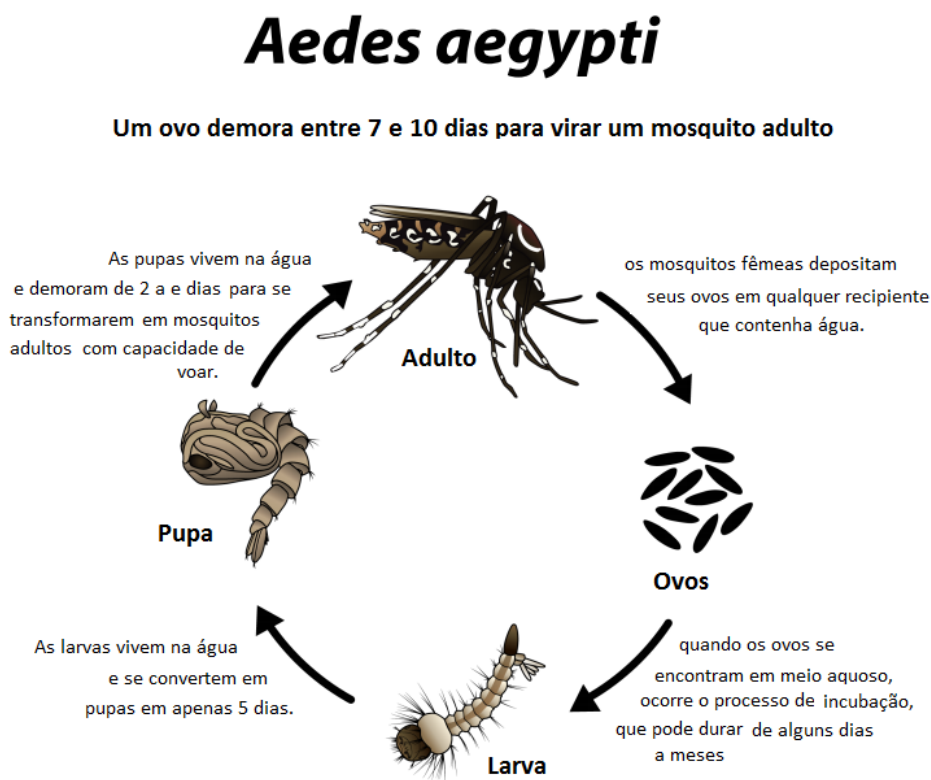 Aedes aegypti
Um ovo demora entre 7 e 10 dias para virar um mosquito adulto
As pupas vivem na água
e demoram de 2 a e dias para se
transformarem em mosquitos
adultos com capacidade de
voar.
Adulto
os mosquitos fêmeas depositam
seus ovos em qualquer recipiente
que contenha água.
Pupa
Ovos
As larvas vivem na água
e se convertem em
pupas em apenas 5 dias.
quando os ovos se
encontram em meio aquoso,
ocorre o processo de incubação,
que pode durar de alguns dias
a meses
Larva